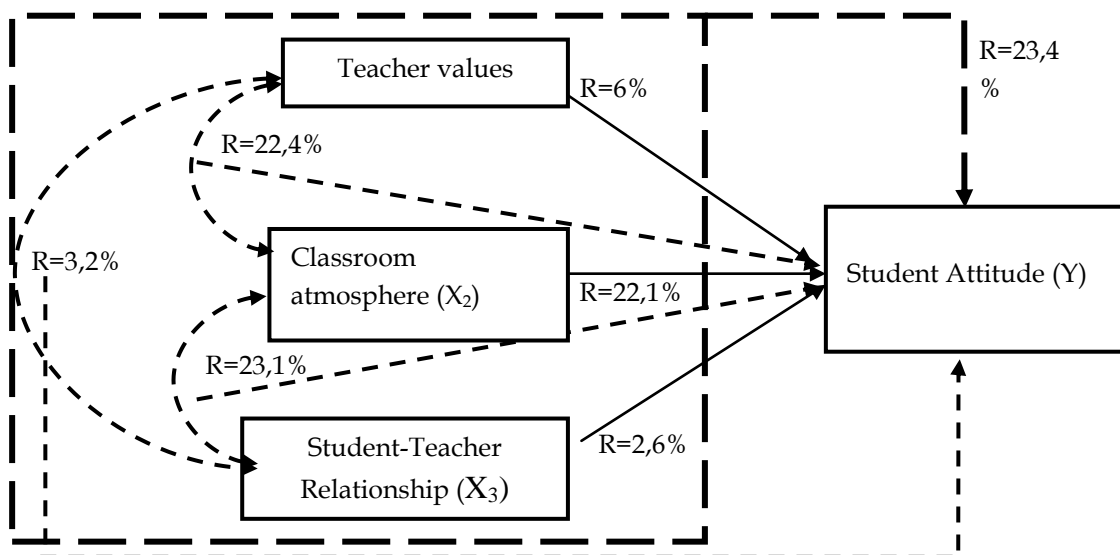 Teacher values
R=6%
R=23,4
%
R=22,4%
Classroom
atmosphere (X₂)
R=3,2%
R=22,1%
Student Attitude (Y)
R=23,1%
Student-Teacher
Relationship (X₃)
R=2,6%